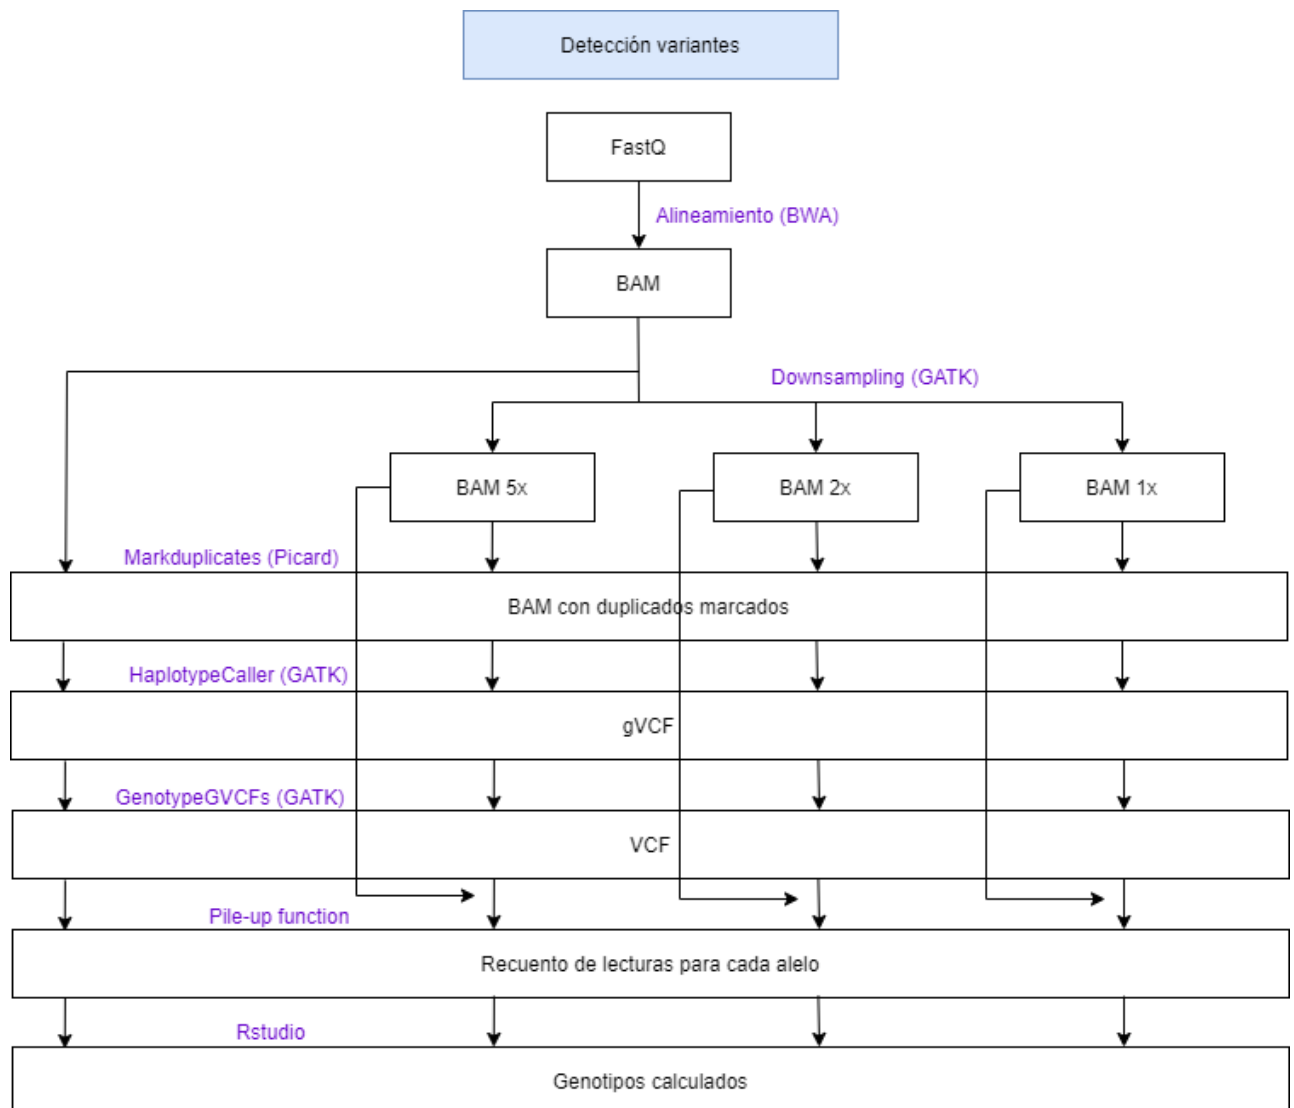 Detección variantes
FastQ
Alineamiento (BWA)
BAM
Downsampling (GATK)
BAM 5x
BAM 2x
BAM 1x
Markduplicates (Picard)
BAM con duplicados marcados
HaplotypeCaller (GATK)
gVCF
GenotypeGVCFs (GATK)
VCF
Pile-up function
Recuento de lecturas para cada alelo
Rstudio
Genotipos calculados